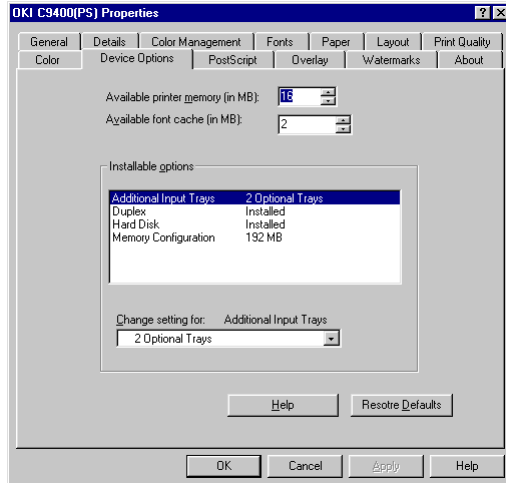 OKI C9400(PS) Properties
General Details Color Management Fonts Paper Layout Print Quality
Color Device Options PostScript Overlay Watermarks About
Available printer memory (in MB): 16
Available font cache (in MB): 2
Installable options
Additional Input Trays 2 Optional Trays
Duplex Installed
Hard Disk Installed
Memory Configuration 192 MB
Change setting for: Additional Input Trays
2 Optional Trays
Help Resotre Defaults
OK Cancel Apply Help